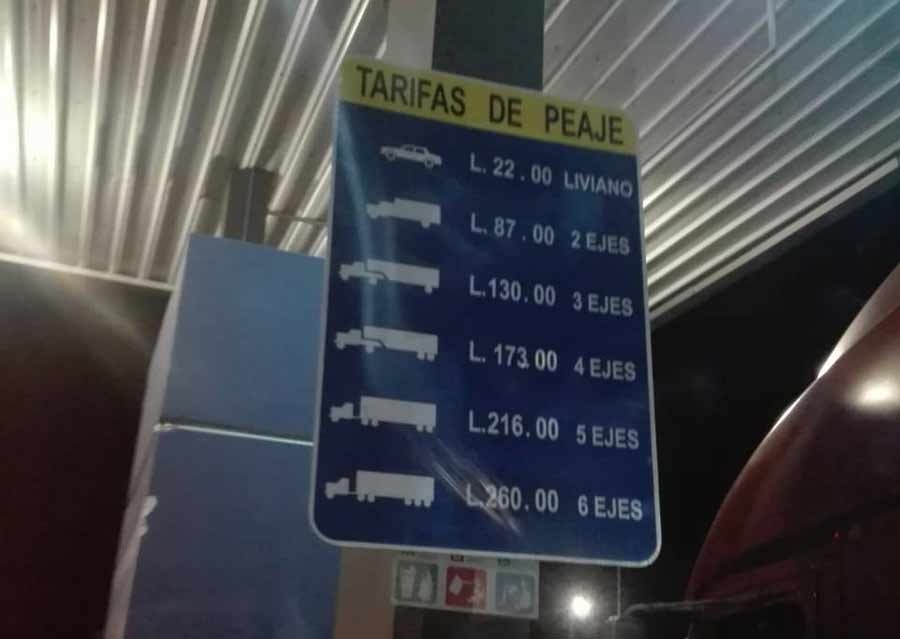 TARIFAS DE PEAJE
L. 22.00 LIVIANO
L. 87.00 2 EJES
L.130.00 3 EJES
L. 173.00 4 EJES
L.216.00 5 EJES
L.260.00 6 EJES